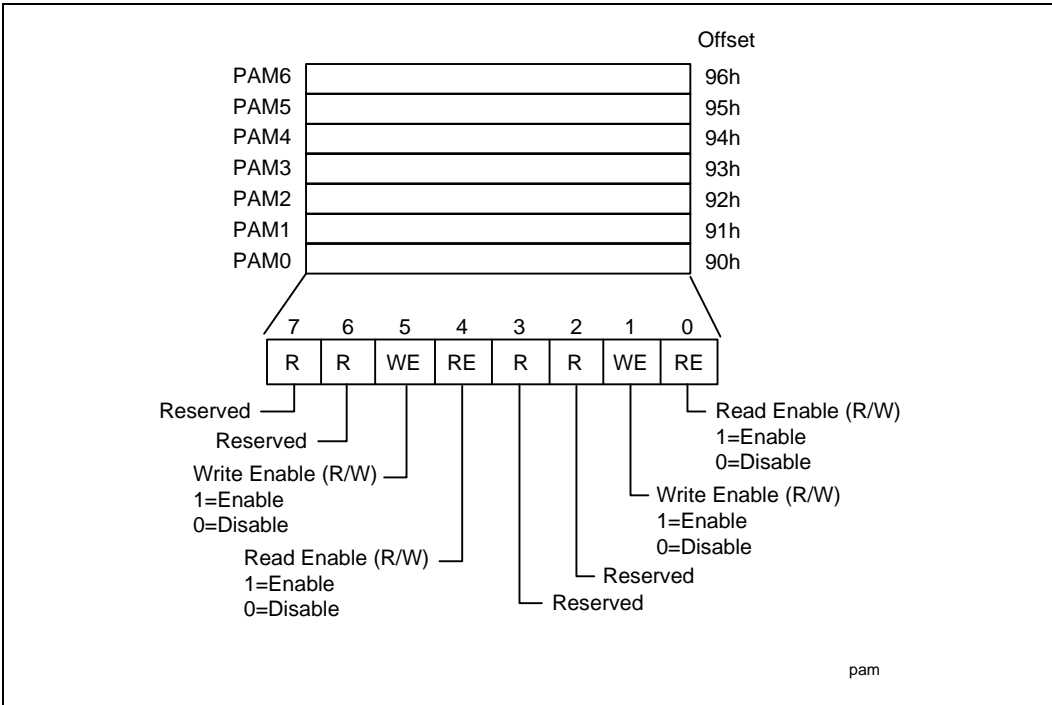 Offset
PAM6 96h
PAM5 95h
PAM4 94h
PAM3 93h
PAM2 92h
PAM1 91h
PAM0 90h
7 6 5 4 3 2 1 0
R R WE RE R R WE RE
Reserved
Reserved
Write Enable (R/W)
1=Enable
0=Disable
Read Enable (R/W)
1=Enable
0=Disable
Read Enable (R/W)
1=Enable
0=Disable
Write Enable (R/W)
1=Enable
0=Disable
Reserved
Reserved
pam